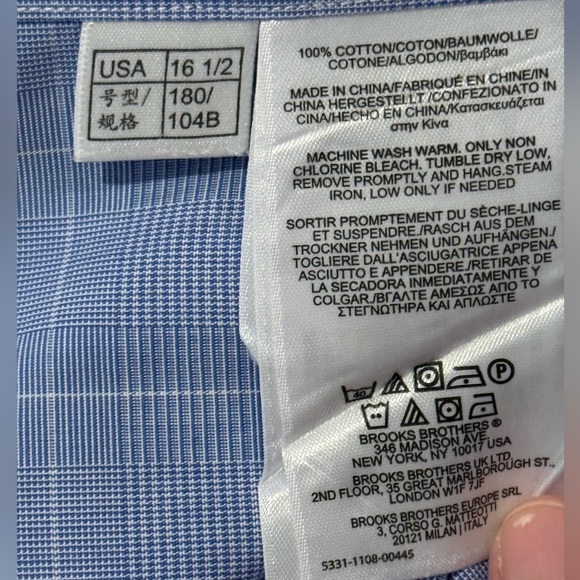 USA 16 1/2
号型/ 180/
规格 104B
100% COTTON/COTON/BAUMWOLLE/
COTONE/ALGODON/Βαμβάκι
MADE IN CHINA/FABRIQUÉ EN CHINE/IN
CHINA HERGESTELLT /CONFEZIONATO IN
CINA/HECHO EN CHINA/Κατασκευάζεται
στην Κίνα
MACHINE WASH WARM. ONLY NON
CHLORINE BLEACH. TUMBLE DRY LOW,
REMOVE PROMPTLY AND HANG.STEAM
IRON, LOW ONLY IF NEEDED
SORTIR PROMPTEMENT DU SÈCHE-LINGE
ET SUSPENDRE./RASCH AUS DEM
TROCKNER NEHMEN UND AUFHÄNGEN./
TOGLIERE DALL'ASCIUGATRICE APPENA
ASCIUTTO E APPENDERE./RETIRAR DE
LA SECADORA INMEDIATAMENTE Y
COLGAR./ΒΓΑΛΤΕ ΑΜΕΣΩΣ ΑΠΟ ΤΟ
ΣΤΕΓΝΩΤΗΡΙΟ ΚΑΙ ΑΠΛΩΣΤΕ
40 P
BROOKS BROTHERS ®
346 MADISON AVE.
NEW YORK, NY 10017 USA
BROOKS BROTHERS UK LTD.
2ND FLOOR, 35 GREAT MARLBOROUGH ST.,
LONDON W1F 7JF
BROOKS BROTHERS EUROPE SRL
3, CORSO G. MATTEOTTI
20121 MILAN | ITALY
5331-1108-00445